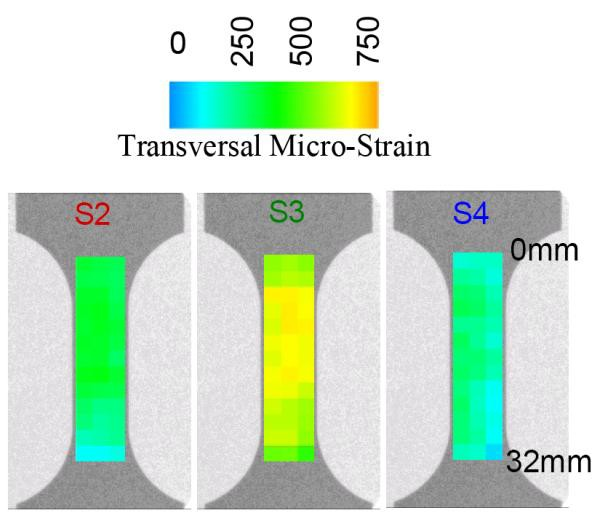 0 250 500 750
Transversal Micro-Strain
S2 S3 S4
0mm
32mm